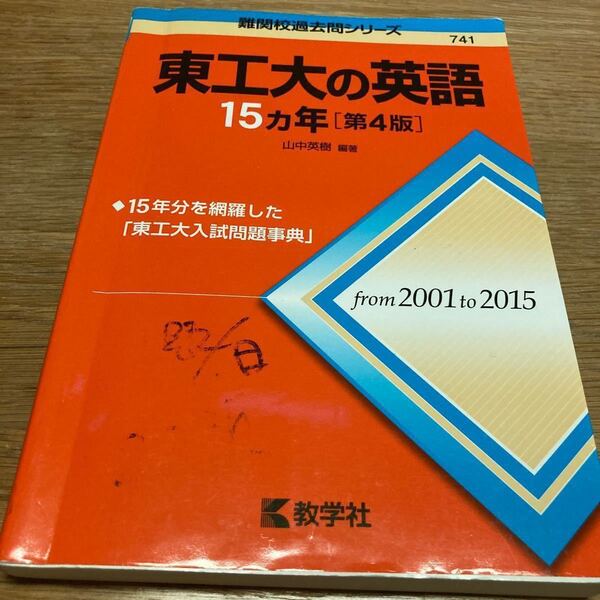 難関校過去問シリーズ
741
東工大の英語
15ヵ年[第4版]
山中英樹 編著
◆15年分を網羅した
「東工大入試問題事典」
from 2001 to 2015
教学社